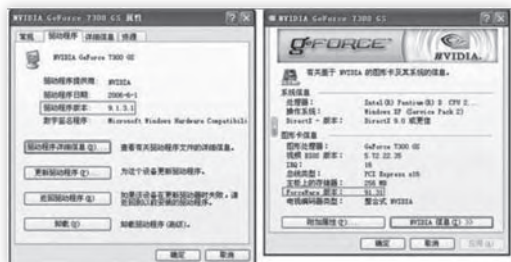 NVIDIA GeForce 7300 GS 属性
常规 驱动程序 详细信息 资源
NVIDIA GeForce 7300 GS
驱动程序提供商: NVIDIA
驱动程序日期: 2006-6-1
驱动程序版本: 9.1.3.1
数字签名程序: Microsoft Windows Hardware Compatibili
驱动程序详细信息(D)... 查看有关驱动程序文件的详细信息。
更新驱动程序(P)... 为这个设备更新驱动程序。
返回驱动程序(R) 如果该设备在更新驱动器时失败,请
返回到以前安装的驱动程序。
卸载(U) 卸载驱动程序(高级)。
确定 取消
NVIDIA GeForce 7300 GS
GEFORCE NVIDIA.
有关基于 NVIDIA 的图形卡及其系统的信息。
系统信息
处理器: Intel(R) Pentium(R) D CPU 2...
操作系统: Windows XP (Service Pack 2)
DirectX - 版本: DirectX 9.0 或更佳
图形卡信息
图形处理器: GeForce 7300 GS
视频 BIOS 版本: 5.72.22.35
IRQ: 16
总线类型: PCI Express x16
主板上的存储器: 256 MB
ForceWare 版本: 91.31
电视编码器类型: 整合式 NVIDIA
附加属性(P)... NVIDIA 信息(I) >>
确定 取消